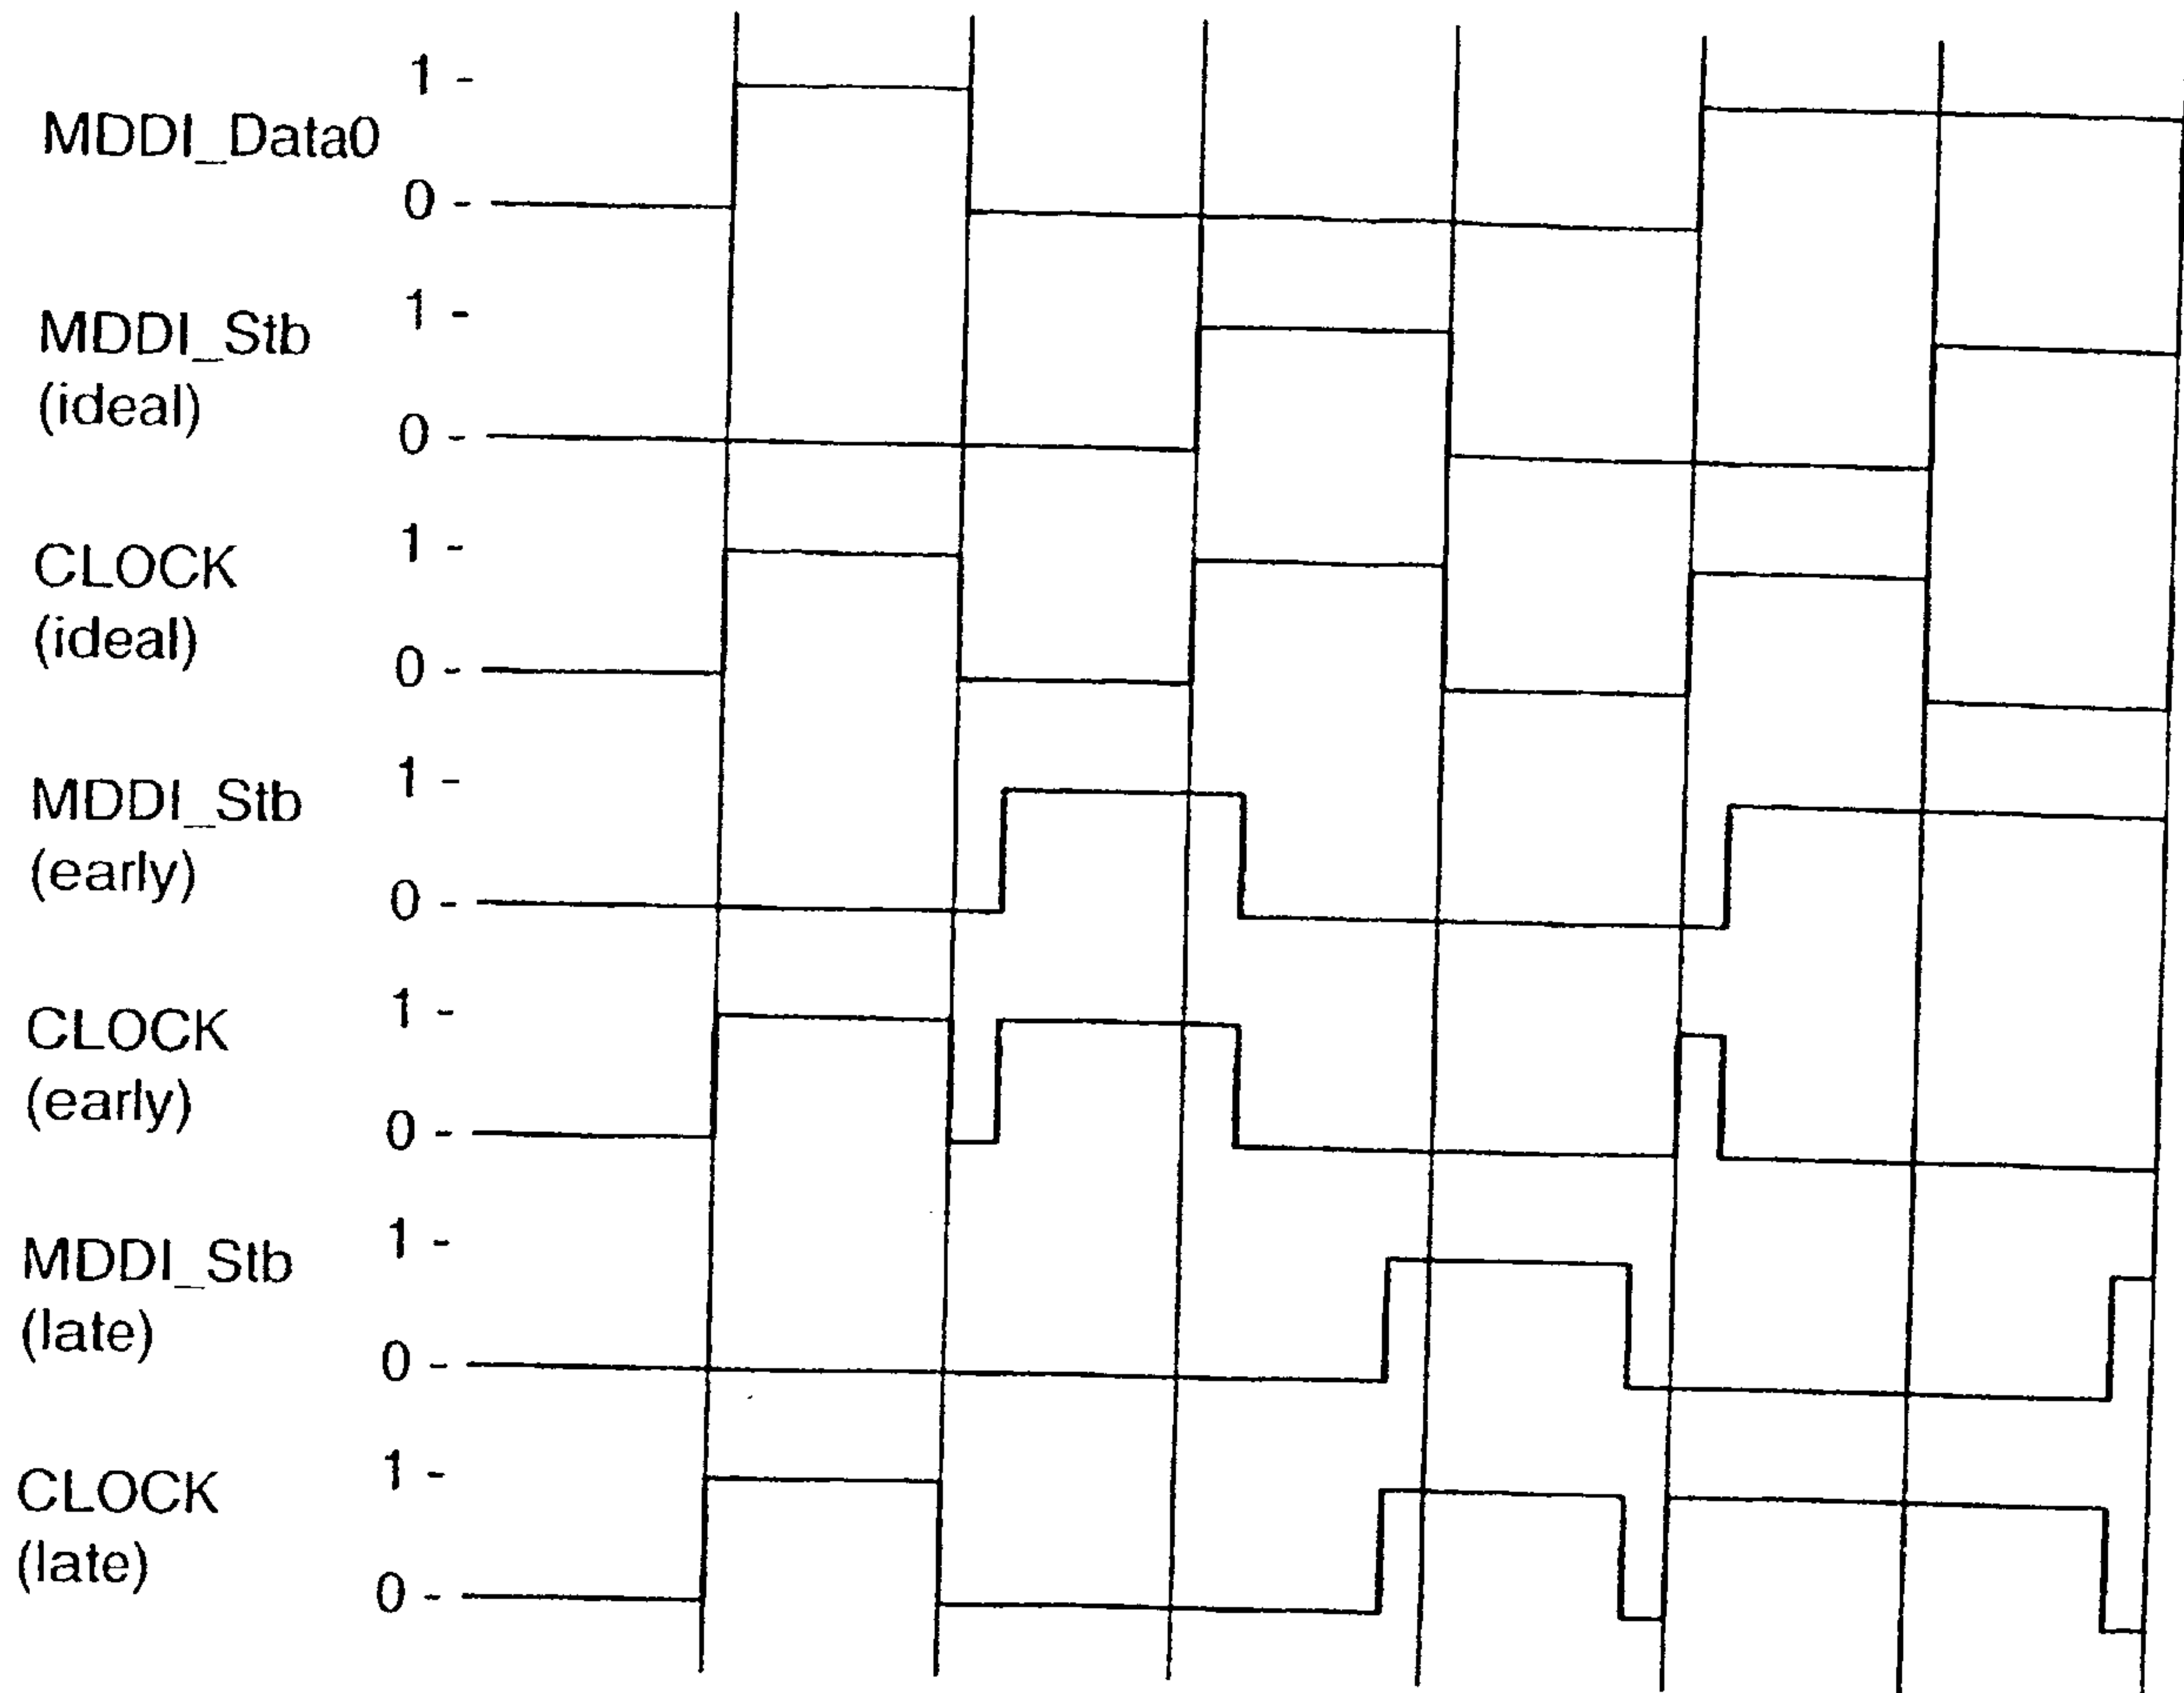 1 -
MDDI_Data0
0 -
1 -
MDDI_Stb
(ideal)
0 -
1 -
CLOCK
(ideal)
0 -
1 -
MDDI_Stb
(early)
0 -
1 -
CLOCK
(early)
0 -
1 -
MDDI_Stb
(late)
0 -
1 -
CLOCK
(late)
0 -